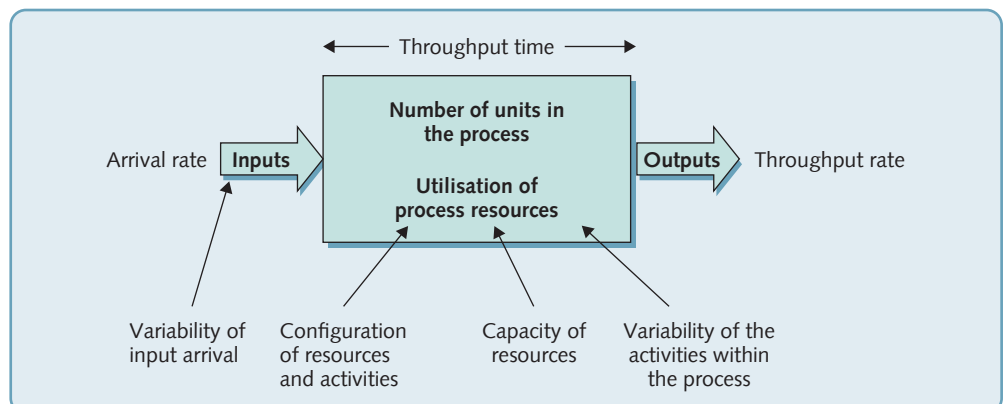 Throughput time
Number of units in
the process
Arrival rate
Inputs
Outputs
Throughput rate
Utilisation of
process resources
Variability of
input arrival
Configuration
of resources
and activities
Capacity of
resources
Variability of the
activities within
the process